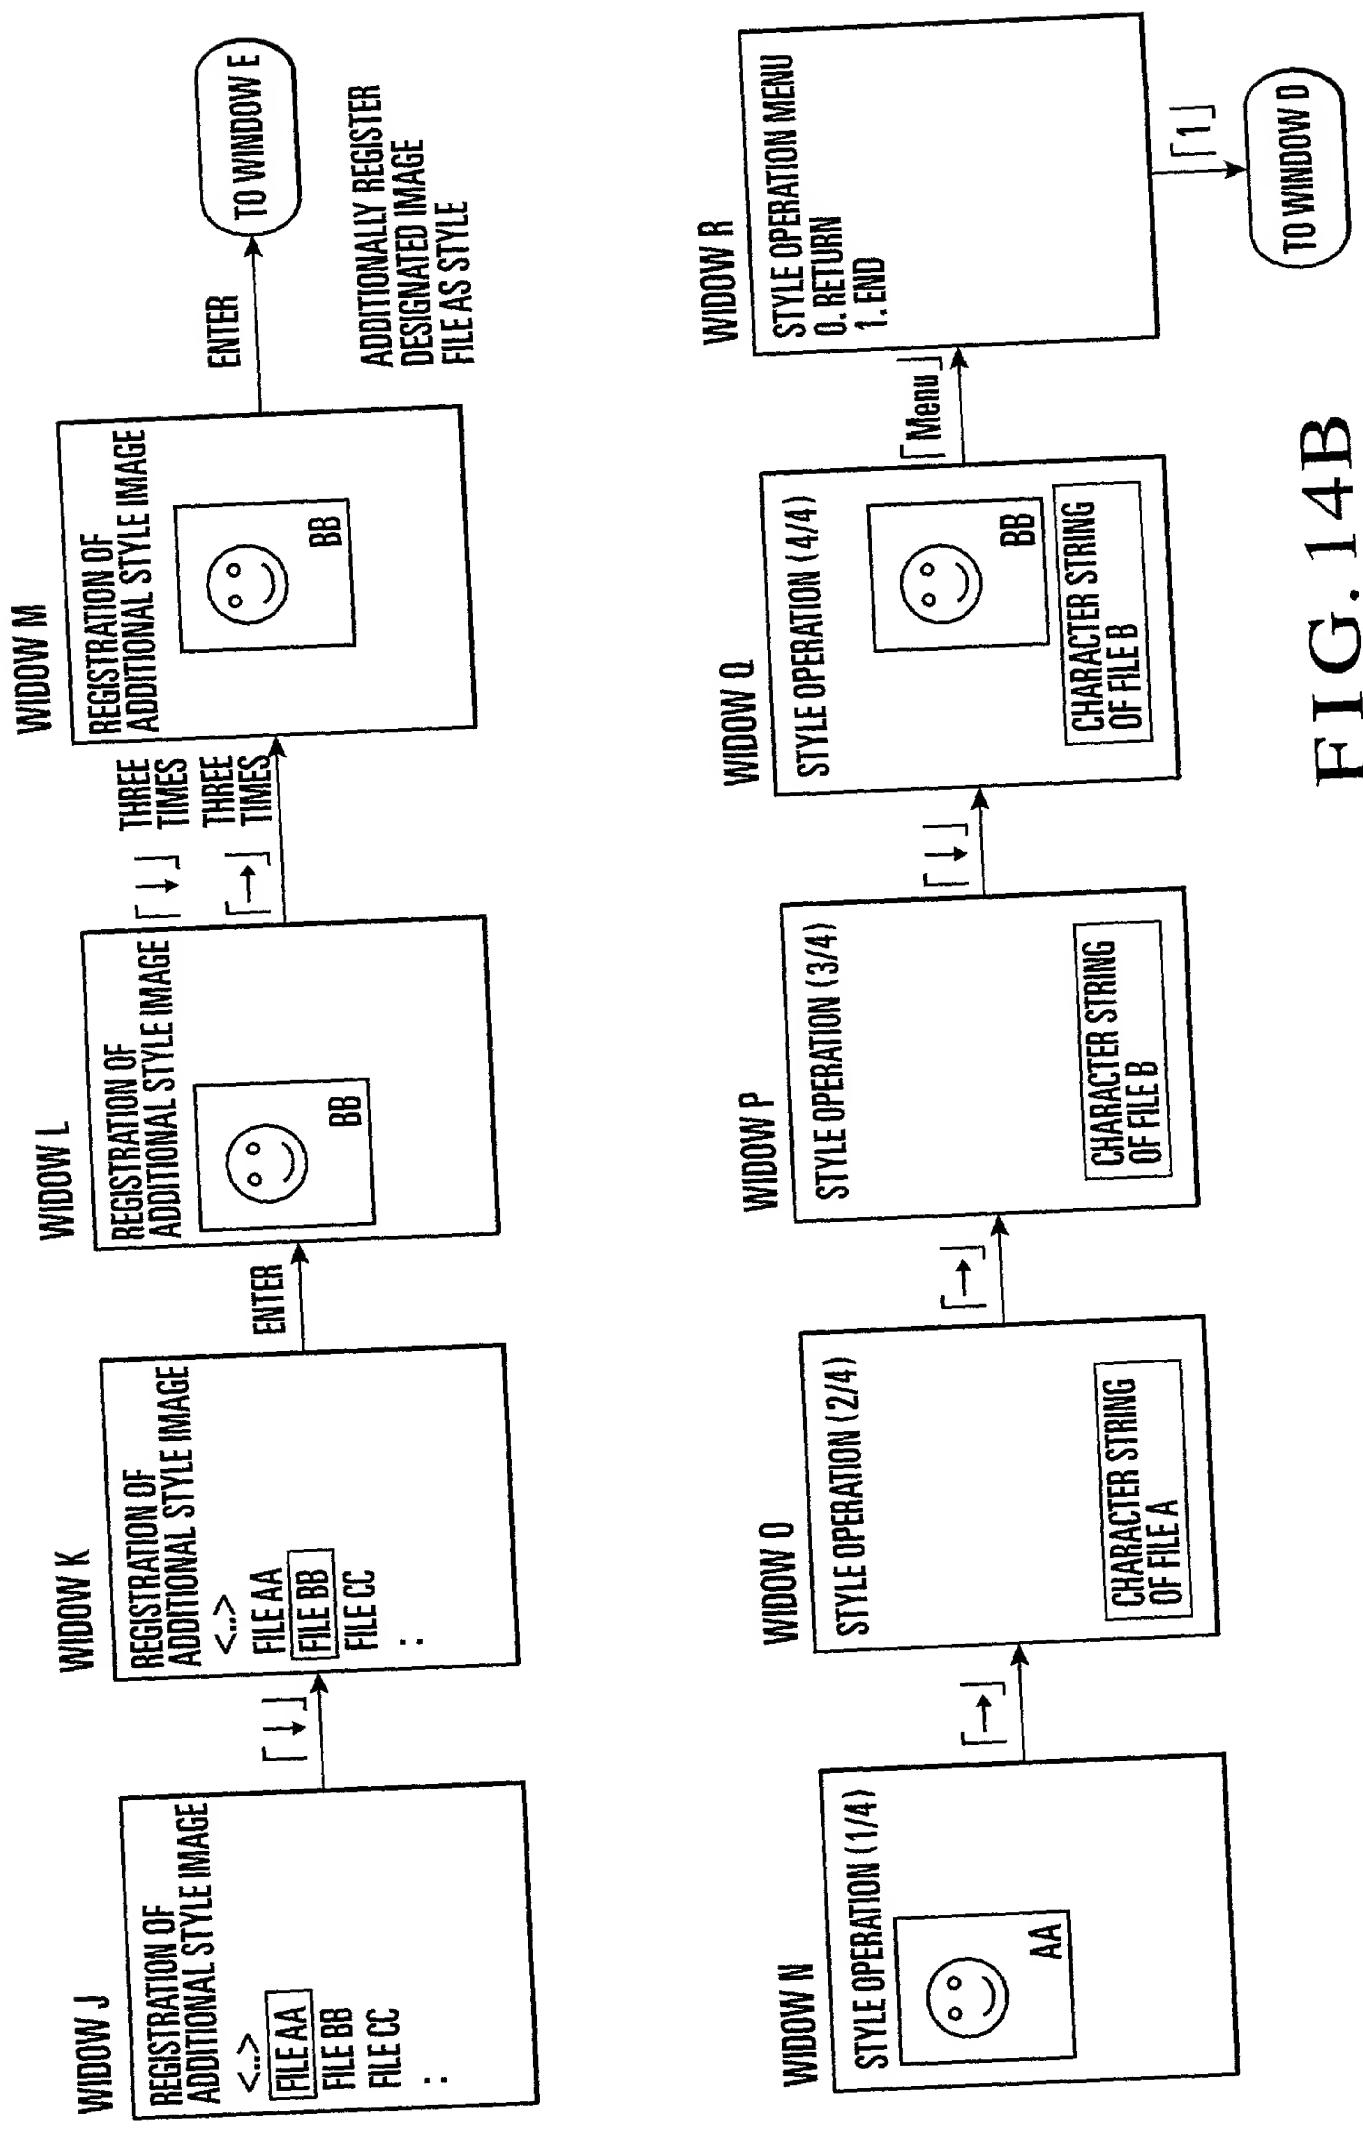 WIDOW J
REGISTRATION OF
ADDITIONAL STYLE IMAGE
<..>
FILE AA
FILE BB
FILE CC
:
「↓」
WIDOW K
REGISTRATION OF
ADDITIONAL STYLE IMAGE
<..>
FILE AA
FILE BB
FILE CC
:
ENTER
WIDOW L
REGISTRATION OF
ADDITIONAL STYLE IMAGE
BB
「↓」 THREE
TIMES
「→」 THREE
TIMES
WIDOW M
REGISTRATION OF
ADDITIONAL STYLE IMAGE
BB
ENTER
TO WINDOW E
ADDITIONALLY REGISTER
DESIGNATED IMAGE
FILE AS STYLE
WIDOW N
STYLE OPERATION (1/4)
AA
「→」
WIDOW O
STYLE OPERATION (2/4)
CHARACTER STRING
OF FILE A
「→」
WIDOW P
STYLE OPERATION (3/4)
CHARACTER STRING
OF FILE B
「↓」
WIDOW Q
STYLE OPERATION (4/4)
BB
CHARACTER STRING
OF FILE B
「Menu」
WIDOW R
STYLE OPERATION MENU
0. RETURN
1. END
「1」
TO WINDOW D
FIG. 14B